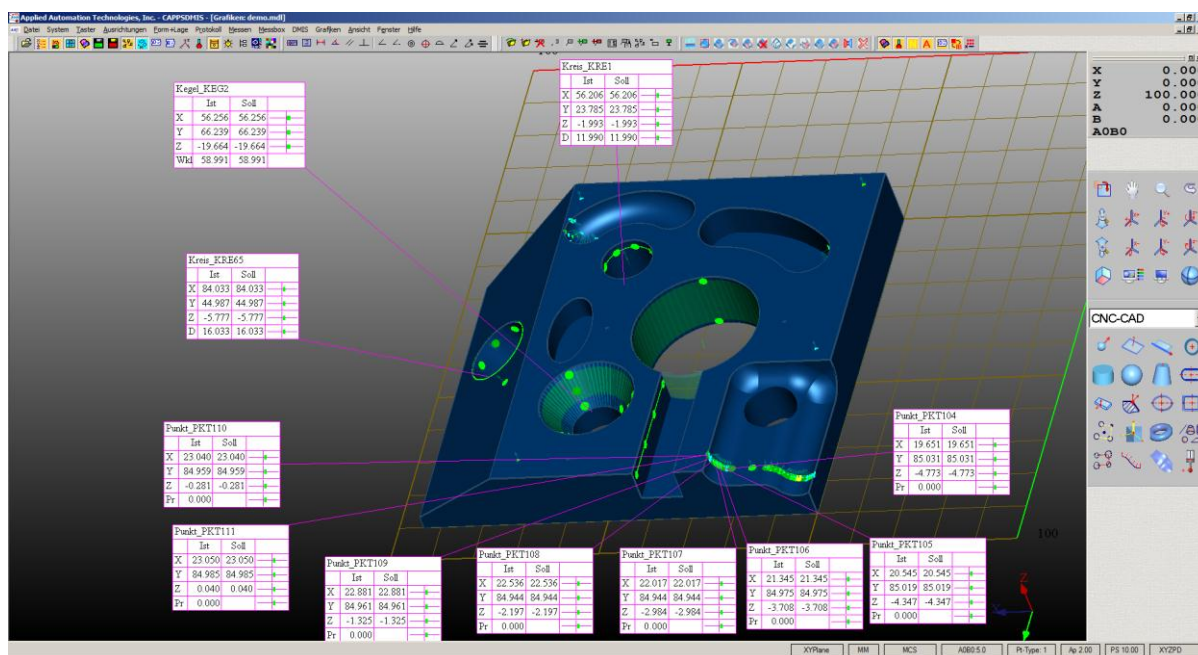 Applied Automation Technologies, Inc. - CAPPSDMIS - [Grafiken: demo.mdl]
Datei System Taster Ausrichtungen Form+Lage Protokoll Messen Messbox DMIS Grafiken Ansicht Fenster Hilfe
X 0.00
Y 0.00
Z 100.00
A 0.00
B 0.00
A0B0
CNC-CAD
Kegel_KEG2
Ist Soll
X 56.256 56.256
Y 66.239 66.239
Z -19.664 -19.664
Wkl 58.991 58.991
Kreis_KRE1
Ist Soll
X 56.206 56.206
Y 23.785 23.785
Z -1.993 -1.993
D 11.990 11.990
Kreis_KRE65
Ist Soll
X 84.033 84.033
Y 44.987 44.987
Z -5.777 -5.777
D 16.033 16.033
Punkt_PKT110
Ist Soll
X 23.040 23.040
Y 84.959 84.959
Z -0.281 -0.281
Pr 0.000
Punkt_PKT104
Ist Soll
X 19.651 19.651
Y 85.031 85.031
Z -4.773 -4.773
Pr 0.000
Punkt_PKT111
Ist Soll
X 23.050 23.050
Y 84.985 84.985
Z 0.040 0.040
Pr 0.000
Punkt_PKT109
Ist Soll
X 22.881 22.881
Y 84.961 84.961
Z -1.325 -1.325
Pr 0.000
Punkt_PKT108
Ist Soll
X 22.536 22.536
Y 84.944 84.944
Z -2.197 -2.197
Pr 0.000
Punkt_PKT107
Ist Soll
X 22.017 22.017
Y 84.944 84.944
Z -2.984 -2.984
Pr 0.000
Punkt_PKT106
Ist Soll
X 21.345 21.345
Y 84.975 84.975
Z -3.708 -3.708
Pr 0.000
Punkt_PKT105
Ist Soll
X 20.545 20.545
Y 85.019 85.019
Z -4.347 -4.347
Pr 0.000
100
Z
X
XYPlane MM MCS A0B0:5.0 Pt-Type: 1 Ap 2.00 PS 10.00 XYZPD